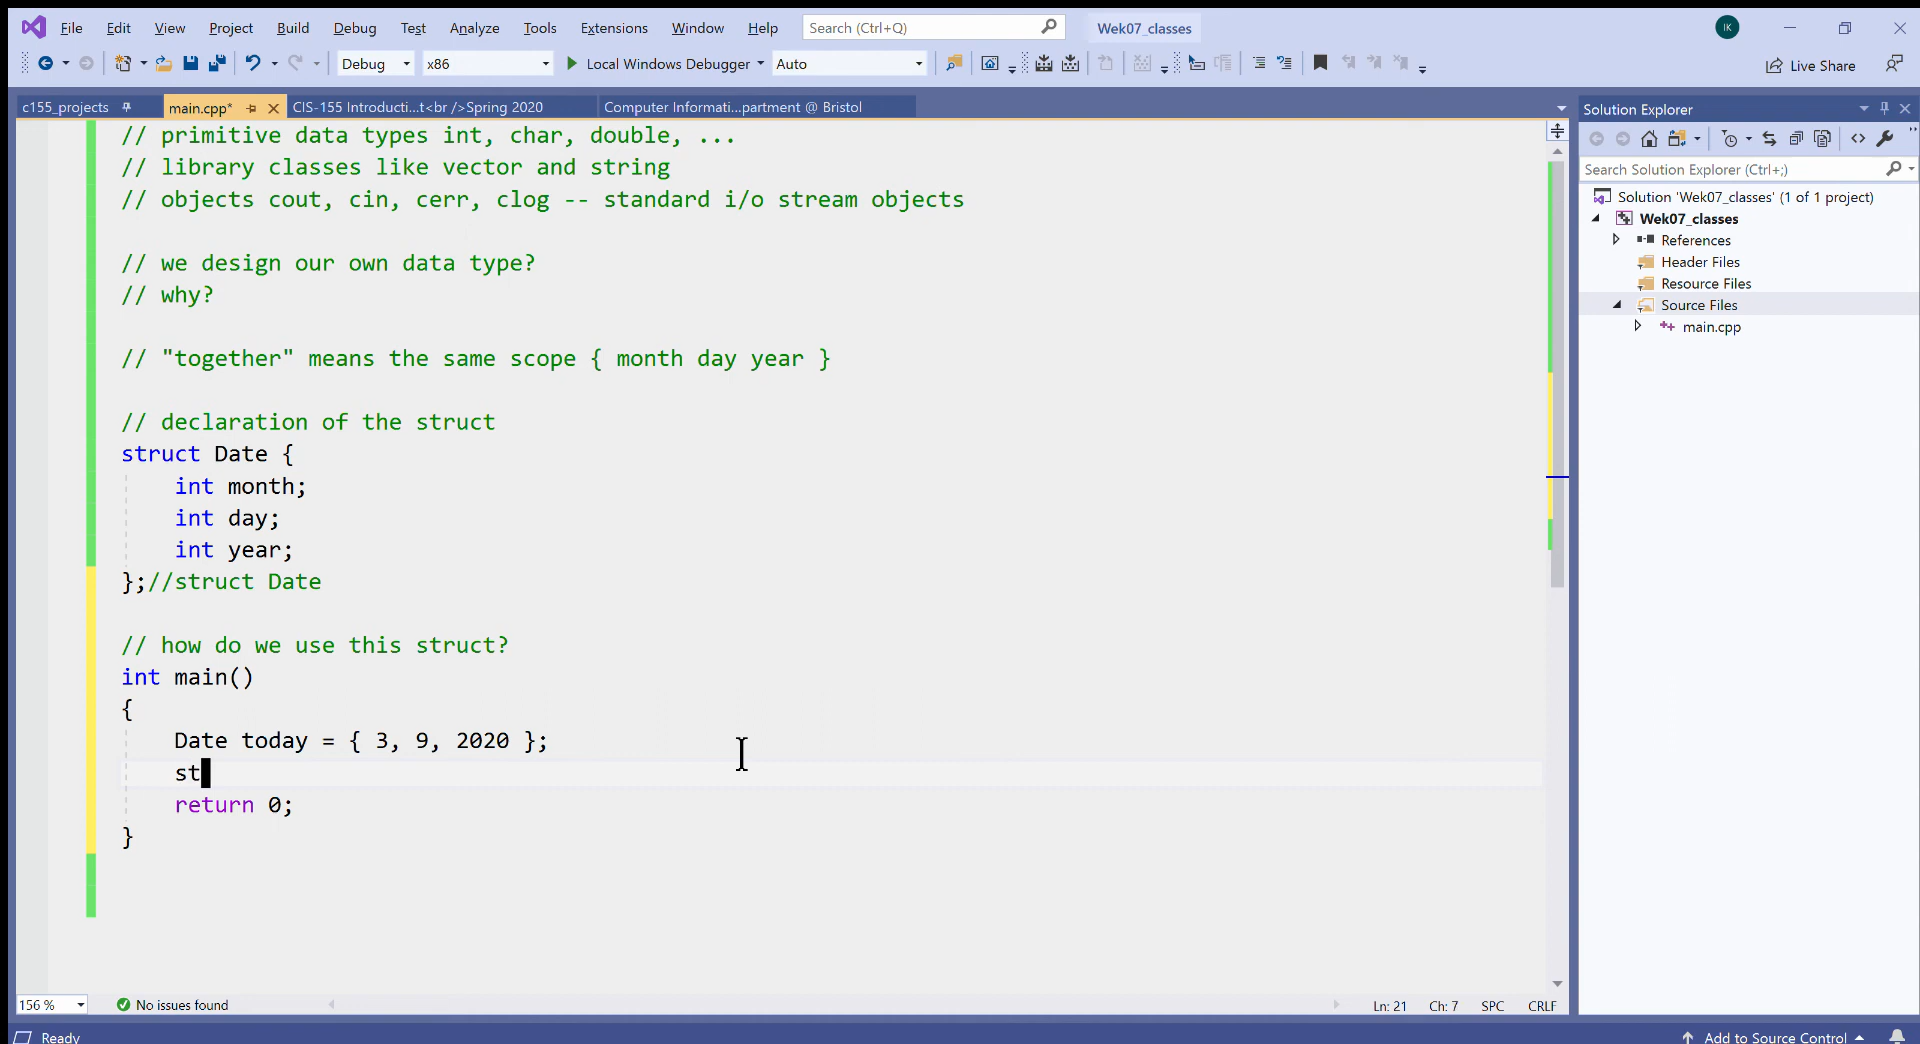 File Edit View Project Build Debug Test Analyze Tools Extensions Window Help Search (Ctrl+Q) Wek07_classes IK
Debug x86 Local Windows Debugger Auto Live Share
c155_projects main.cpp* CIS-155 Introducti...t<br />Spring 2020 Computer Informati...partment @ Bristol
// primitive data types int, char, double, ...
// library classes like vector and string
// objects cout, cin, cerr, clog -- standard i/o stream objects
// we design our own data type?
// why?
// "together" means the same scope { month day year }
// declaration of the struct
struct Date {
int month;
int day;
int year;
};//struct Date
// how do we use this struct?
int main()
{
Date today = { 3, 9, 2020 };
st
return 0;
}
156 % No issues found Ln: 21 Ch: 7 SPC CRLF
Solution Explorer
Search Solution Explorer (Ctrl+;)
Solution 'Wek07_classes' (1 of 1 project)
Wek07_classes
References
Header Files
Resource Files
Source Files
main.cpp
Ready Add to Source Control